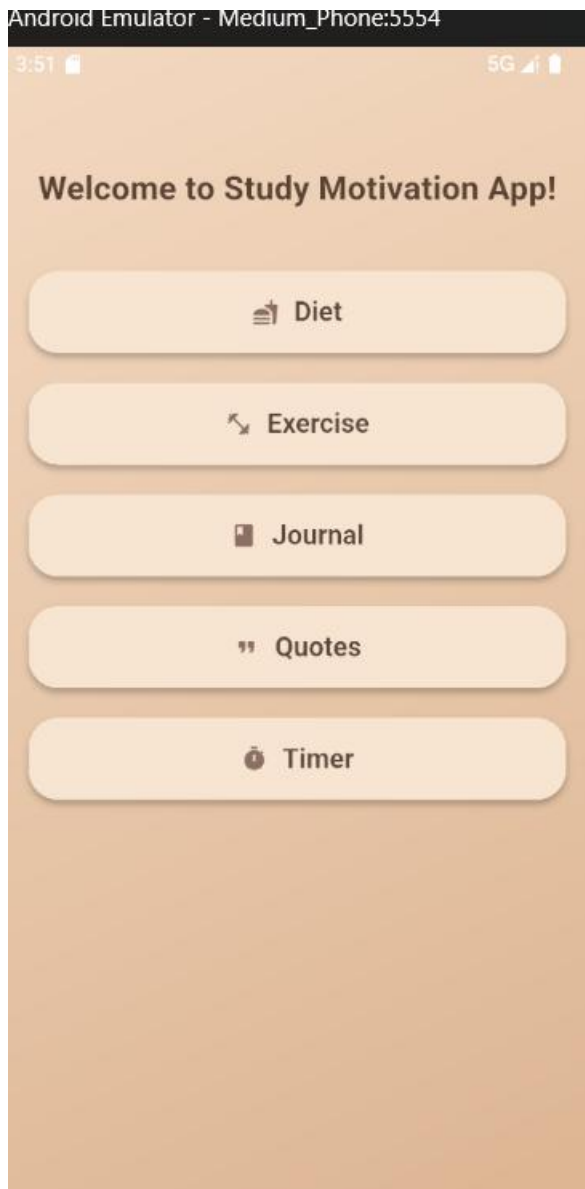 Android Emulator - Medium_Phone:5554
3:51 5G
Welcome to Study Motivation App!
Diet
Exercise
Journal
Quotes
Timer